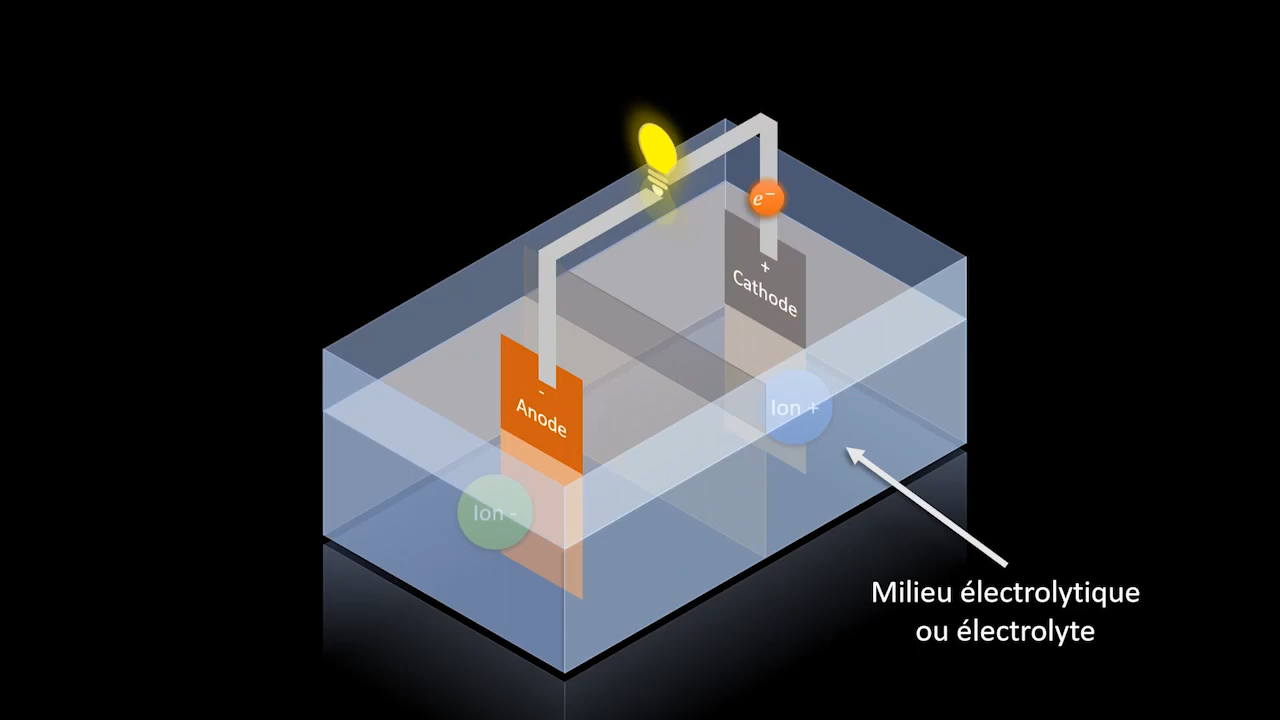 e⁻
+
Cathode
-
Anode
Ion +
Ion -
Milieu électrolytique
ou électrolyte